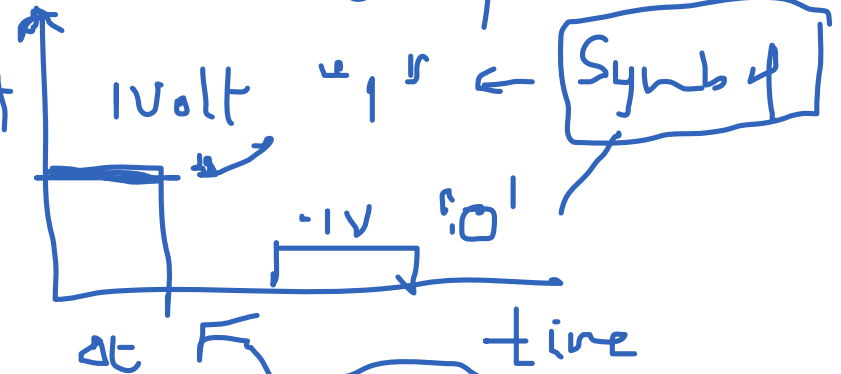 1Volt
"1"
Symbol
.1V
"0"
Δt
time